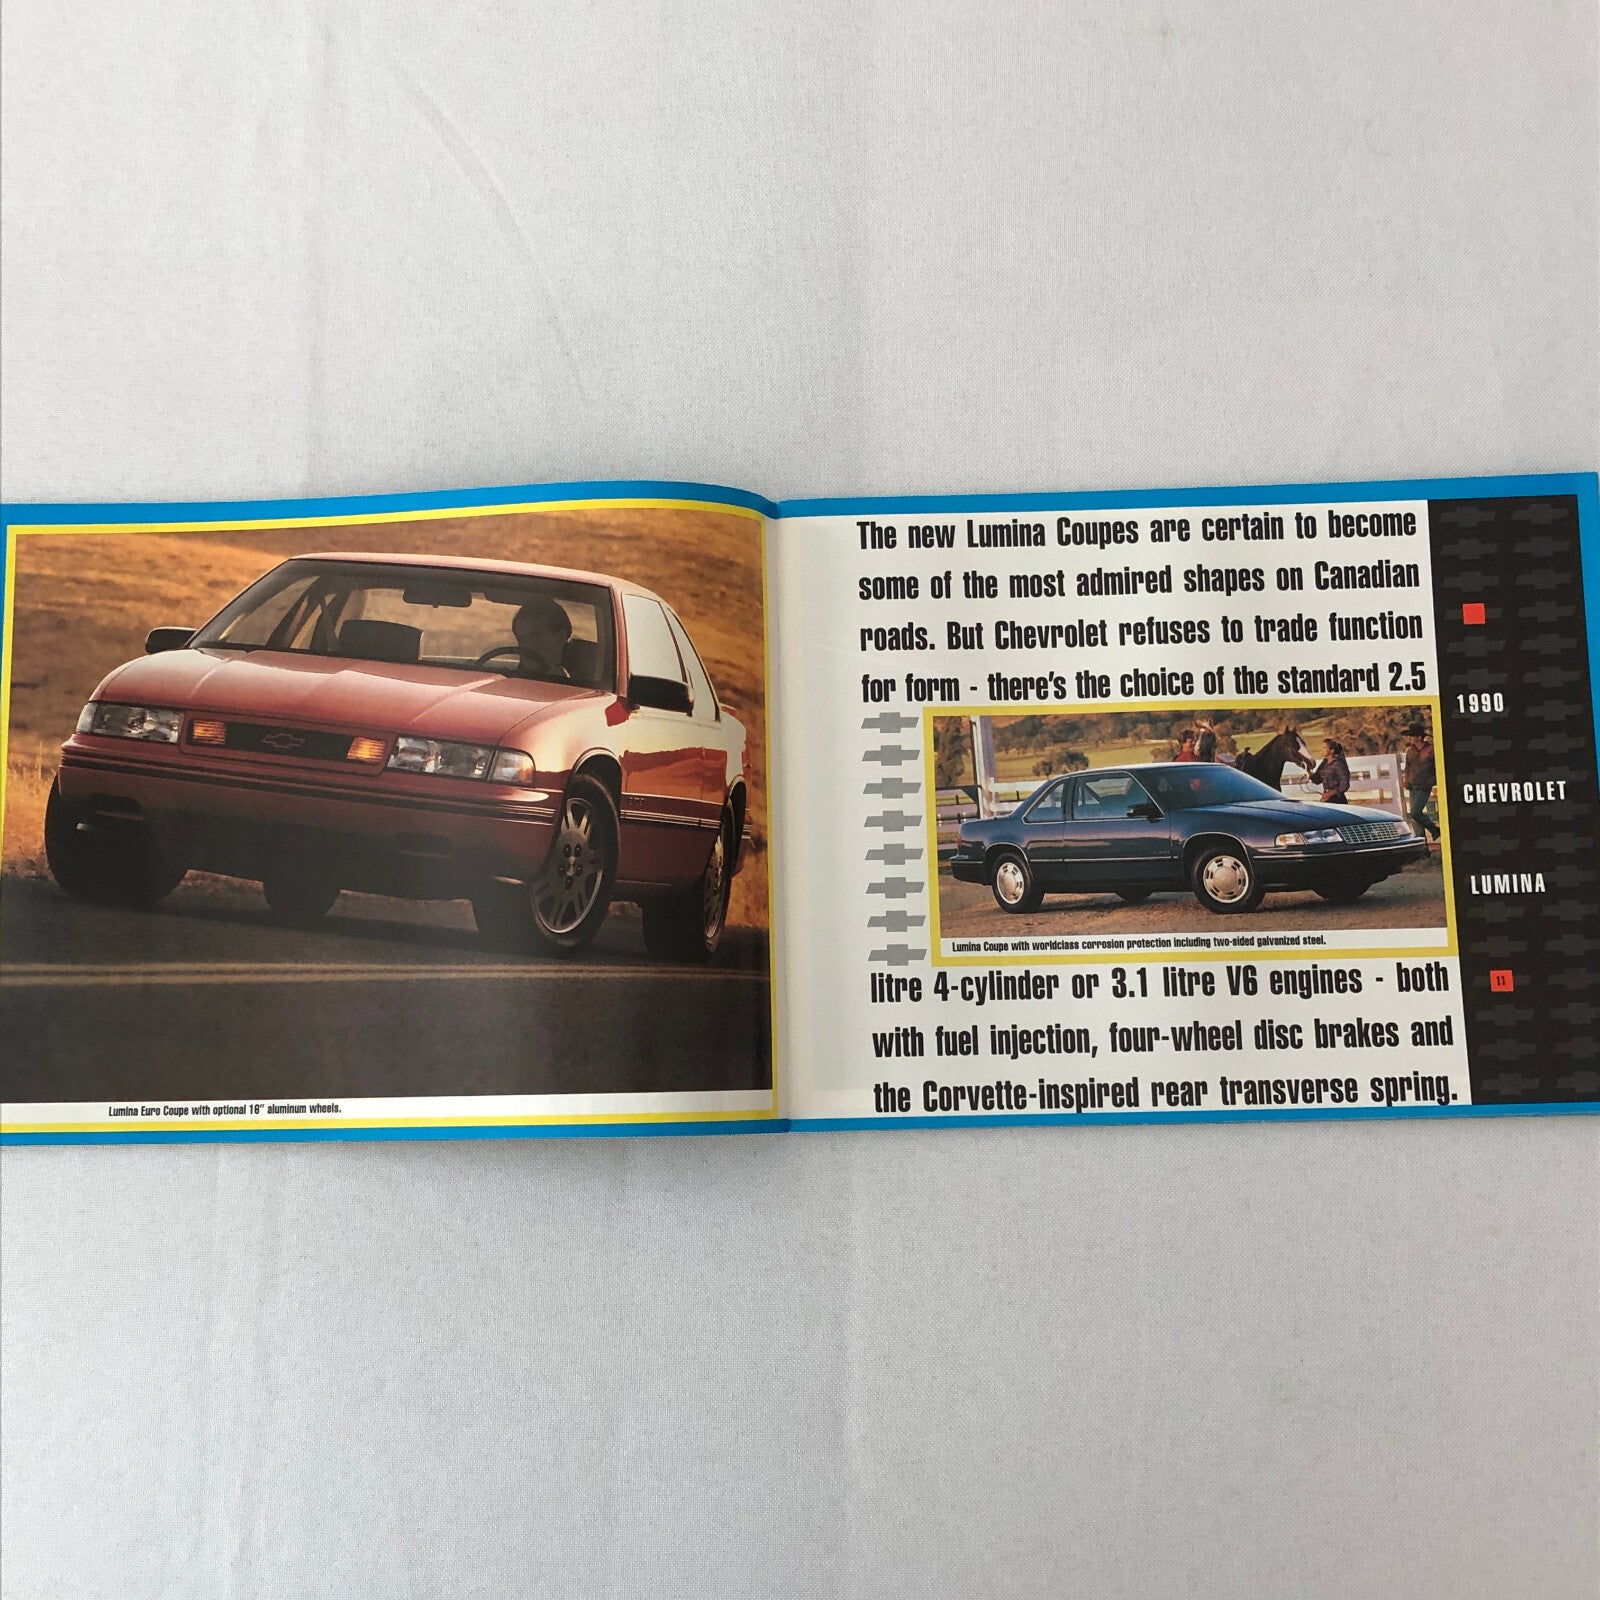 Lumina Euro Coupe with optional 16" aluminum wheels.
The new Lumina Coupes are certain to become
some of the most admired shapes on Canadian
roads. But Chevrolet refuses to trade function
for form - there's the choice of the standard 2.5
Lumina Coupe with worldclass corrosion protection including two-sided galvanized steel.
litre 4-cylinder or 3.1 litre V6 engines - both
with fuel injection, four-wheel disc brakes and
the Corvette-inspired rear transverse spring.
1990
CHEVROLET
LUMINA
11